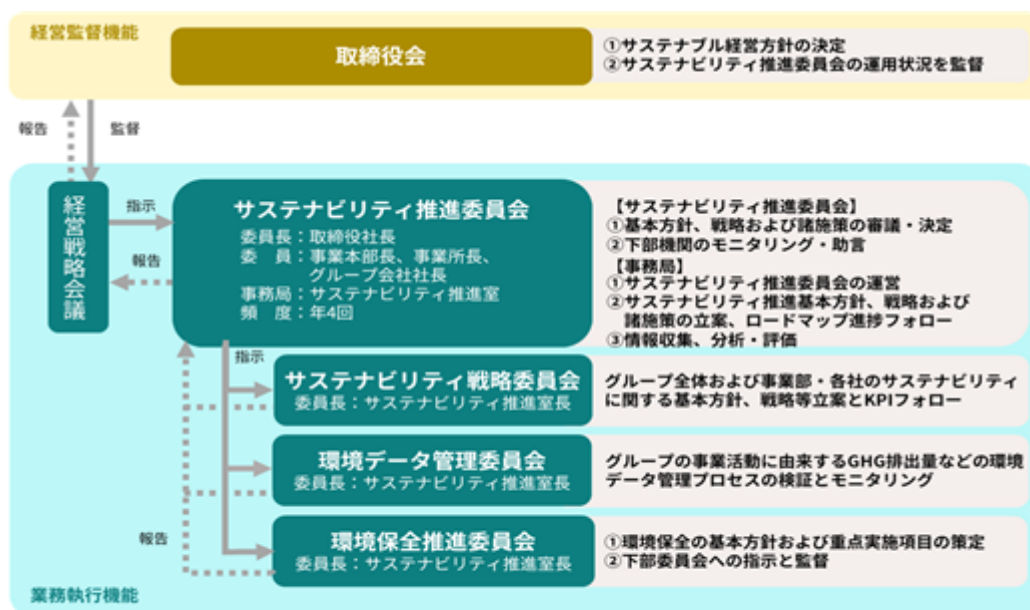 経営監督機能
取締役会
①サステナブル経営方針の決定
②サステナビリティ推進委員会の運用状況を監督
報告
監督
経営戦略会議
指示
報告
サステナビリティ推進委員会
委員長：取締役社長
委　員：事業本部長、事業所長、
グループ会社社長
事務局：サステナビリティ推進室
頻　度：年4回
【サステナビリティ推進委員会】
①基本方針、戦略および諸施策の審議・決定
②下部機関のモニタリング・助言
【事務局】
①サステナビリティ推進委員会の運営
②サステナビリティ推進基本方針、戦略および
諸施策の立案、ロードマップ進捗フォロー
③情報収集、分析・評価
指示
サステナビリティ戦略委員会
委員長：サステナビリティ推進室長
グループ全体および事業部・各社のサステナビリティ
に関する基本方針、戦略等立案とKPIフォロー
環境データ管理委員会
委員長：サステナビリティ推進室長
グループの事業活動に由来するGHG排出量などの環境
データ管理プロセスの検証とモニタリング
報告
環境保全推進委員会
委員長：サステナビリティ推進室長
①環境保全の基本方針および重点実施項目の策定
②下部委員会への指示と監督
業務執行機能